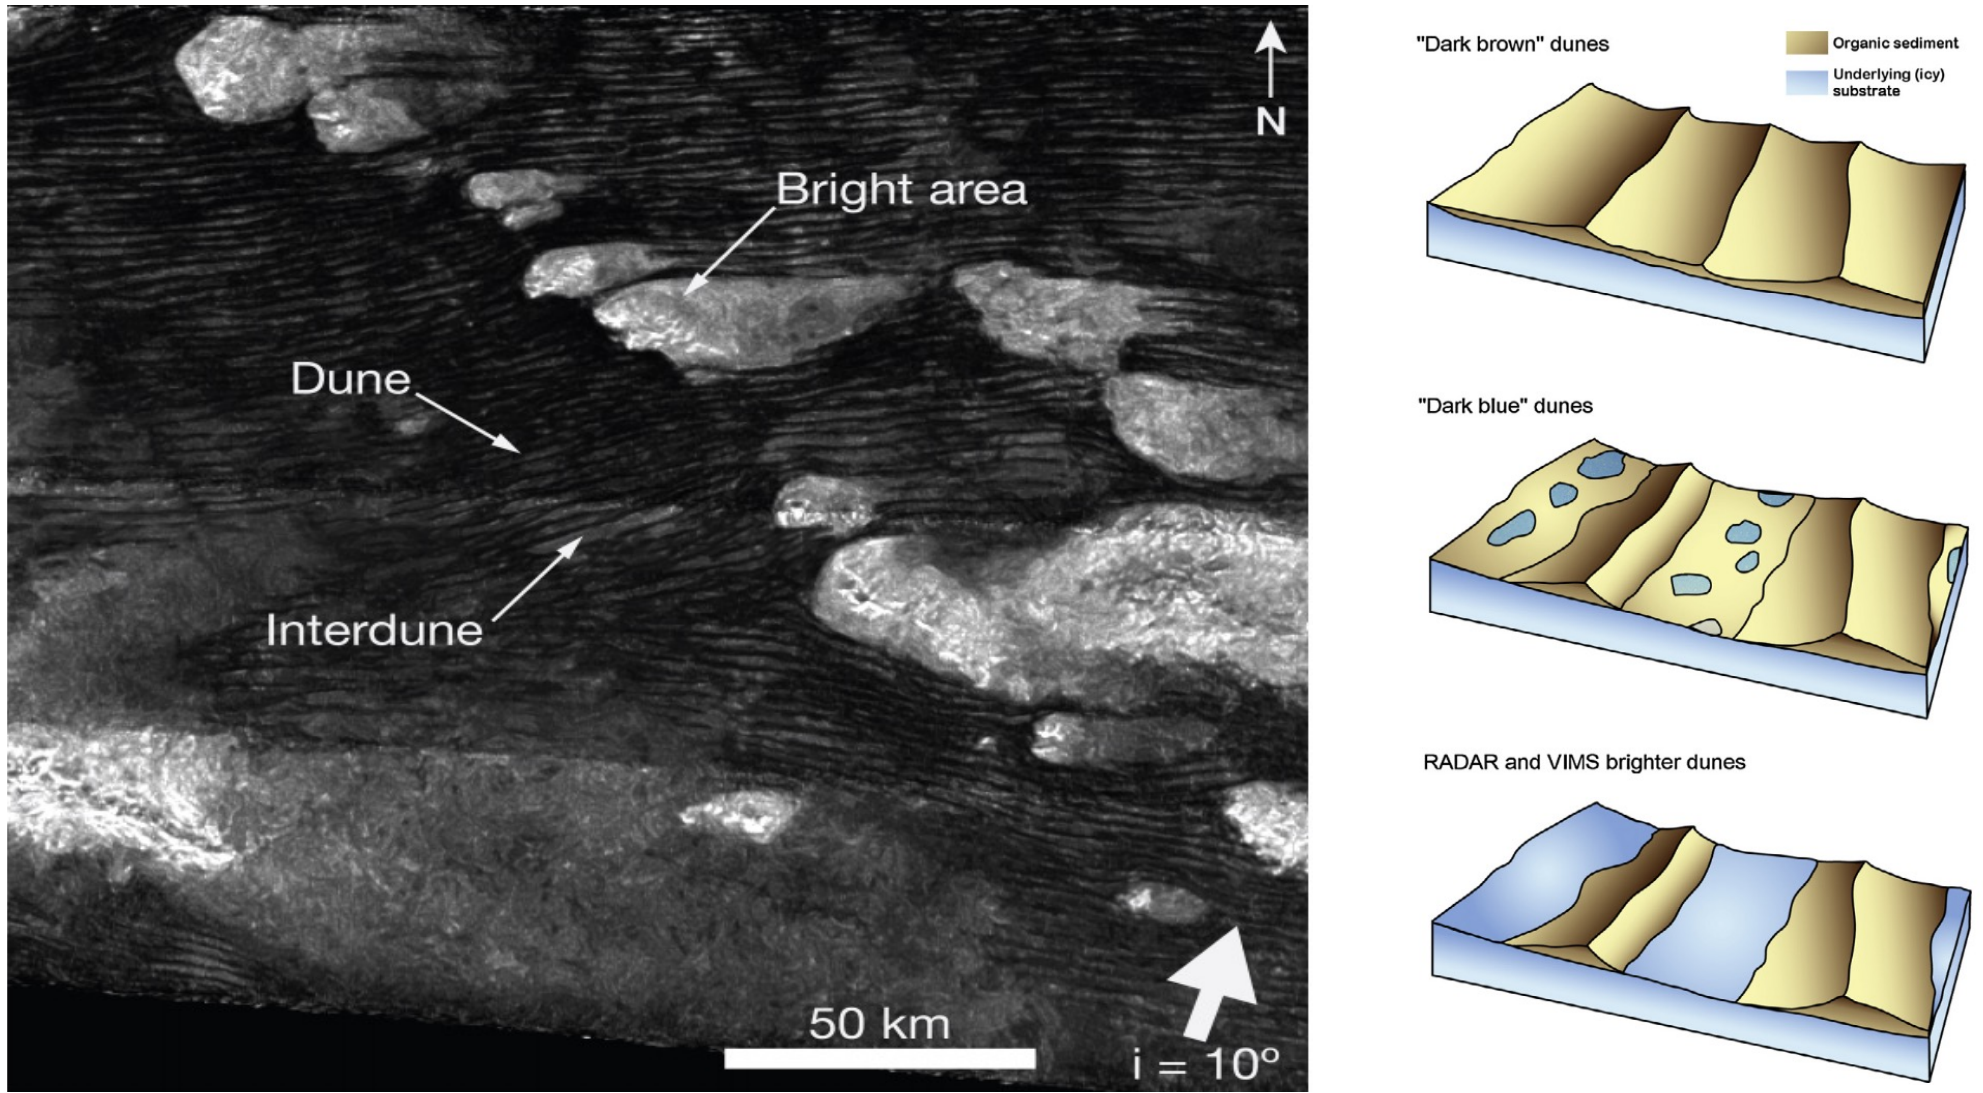 N
Bright area
Dune
Interdune
50 km
i = 10º
"Dark brown" dunes
Organic sediment
Underlying (icy)
substrate
"Dark blue" dunes
RADAR and VIMS brighter dunes